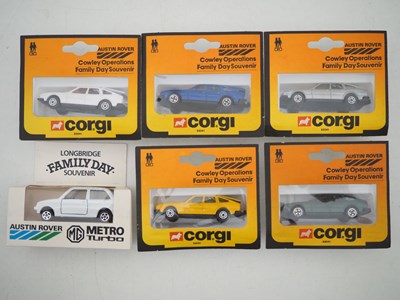 AUSTIN ROVER
Cowley Operations
Family Day Souvenir
corgi
AUSTIN ROVER
Cowley Operations
Family Day Souvenir
corgi
AUSTIN ROVER
Cowley Operations
Family Day Souvenir
corgi
LONGBRIDGE
FAMILY DAY
SOUVENIR
AUSTIN ROVER
MG METRO
Turbo
AUSTIN ROVER
Cowley Operations
Family Day Souvenir
corgi
AUSTIN ROVER
Cowley Operations
Family Day Souvenir
corgi